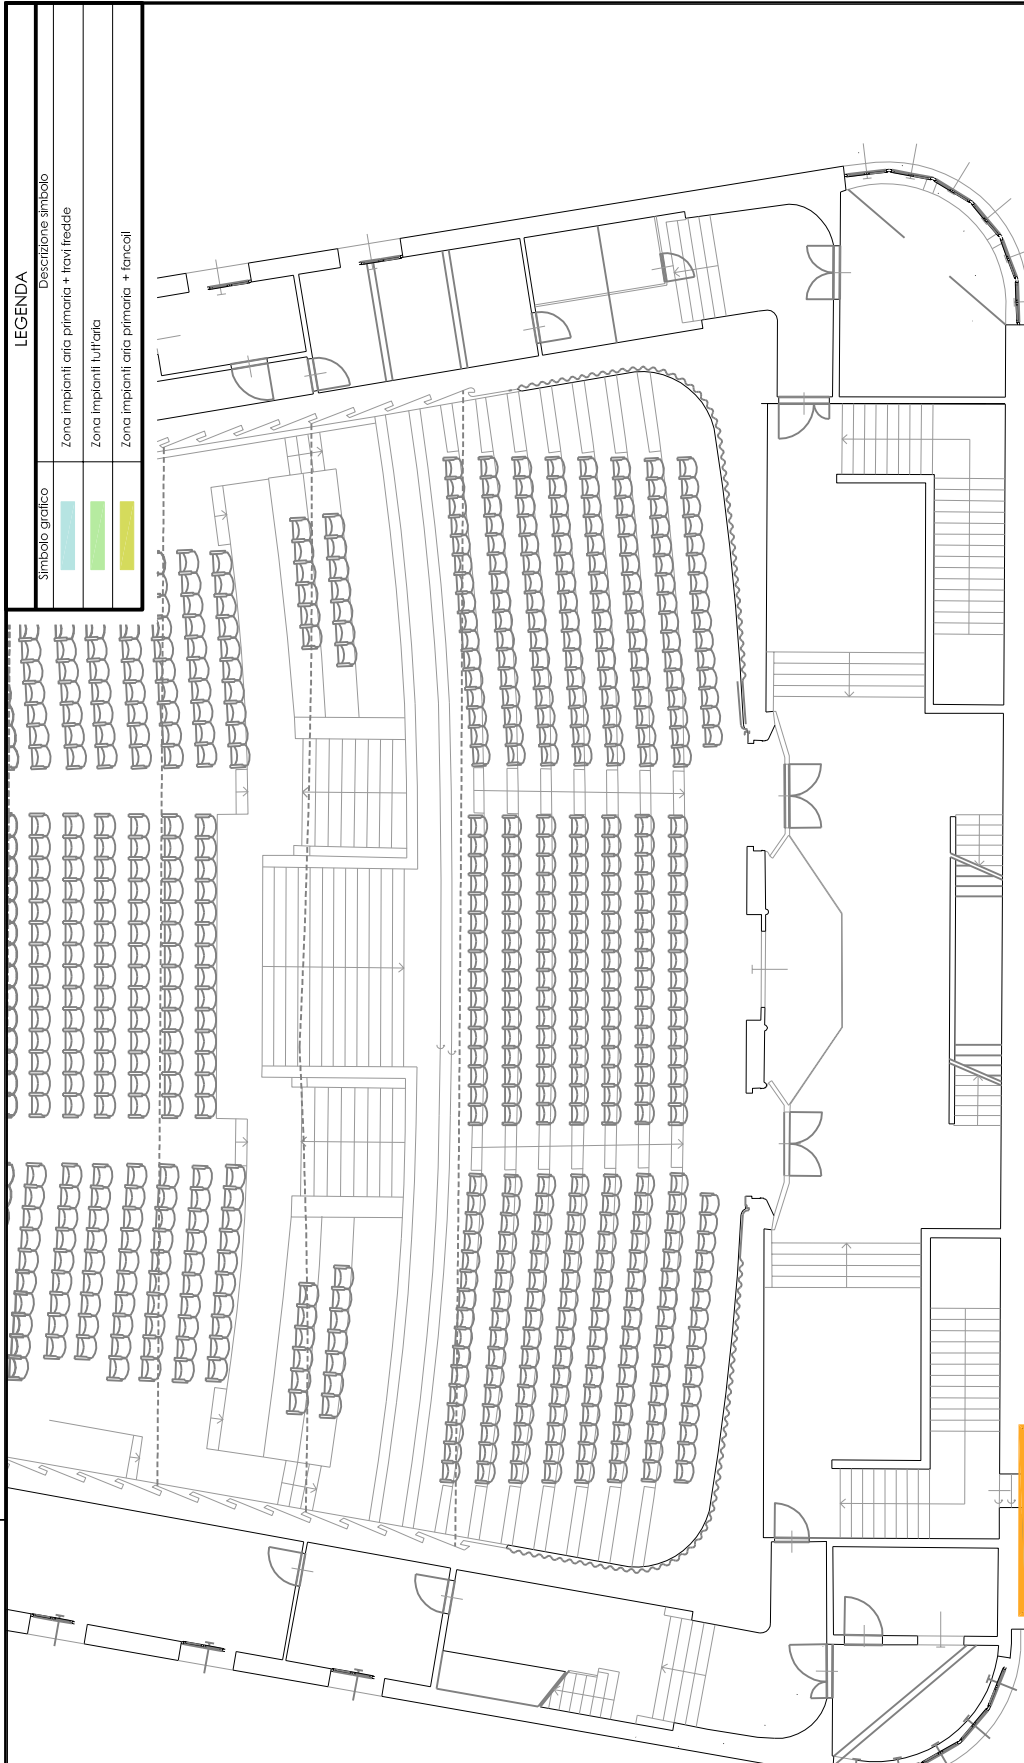 LEGENDA
Simbolo grafico
Descrizione simbolo
Zona impianti aria primaria + travi fredde
Zona impianti tutt'aria
Zona impianti aria primaria + fancoil